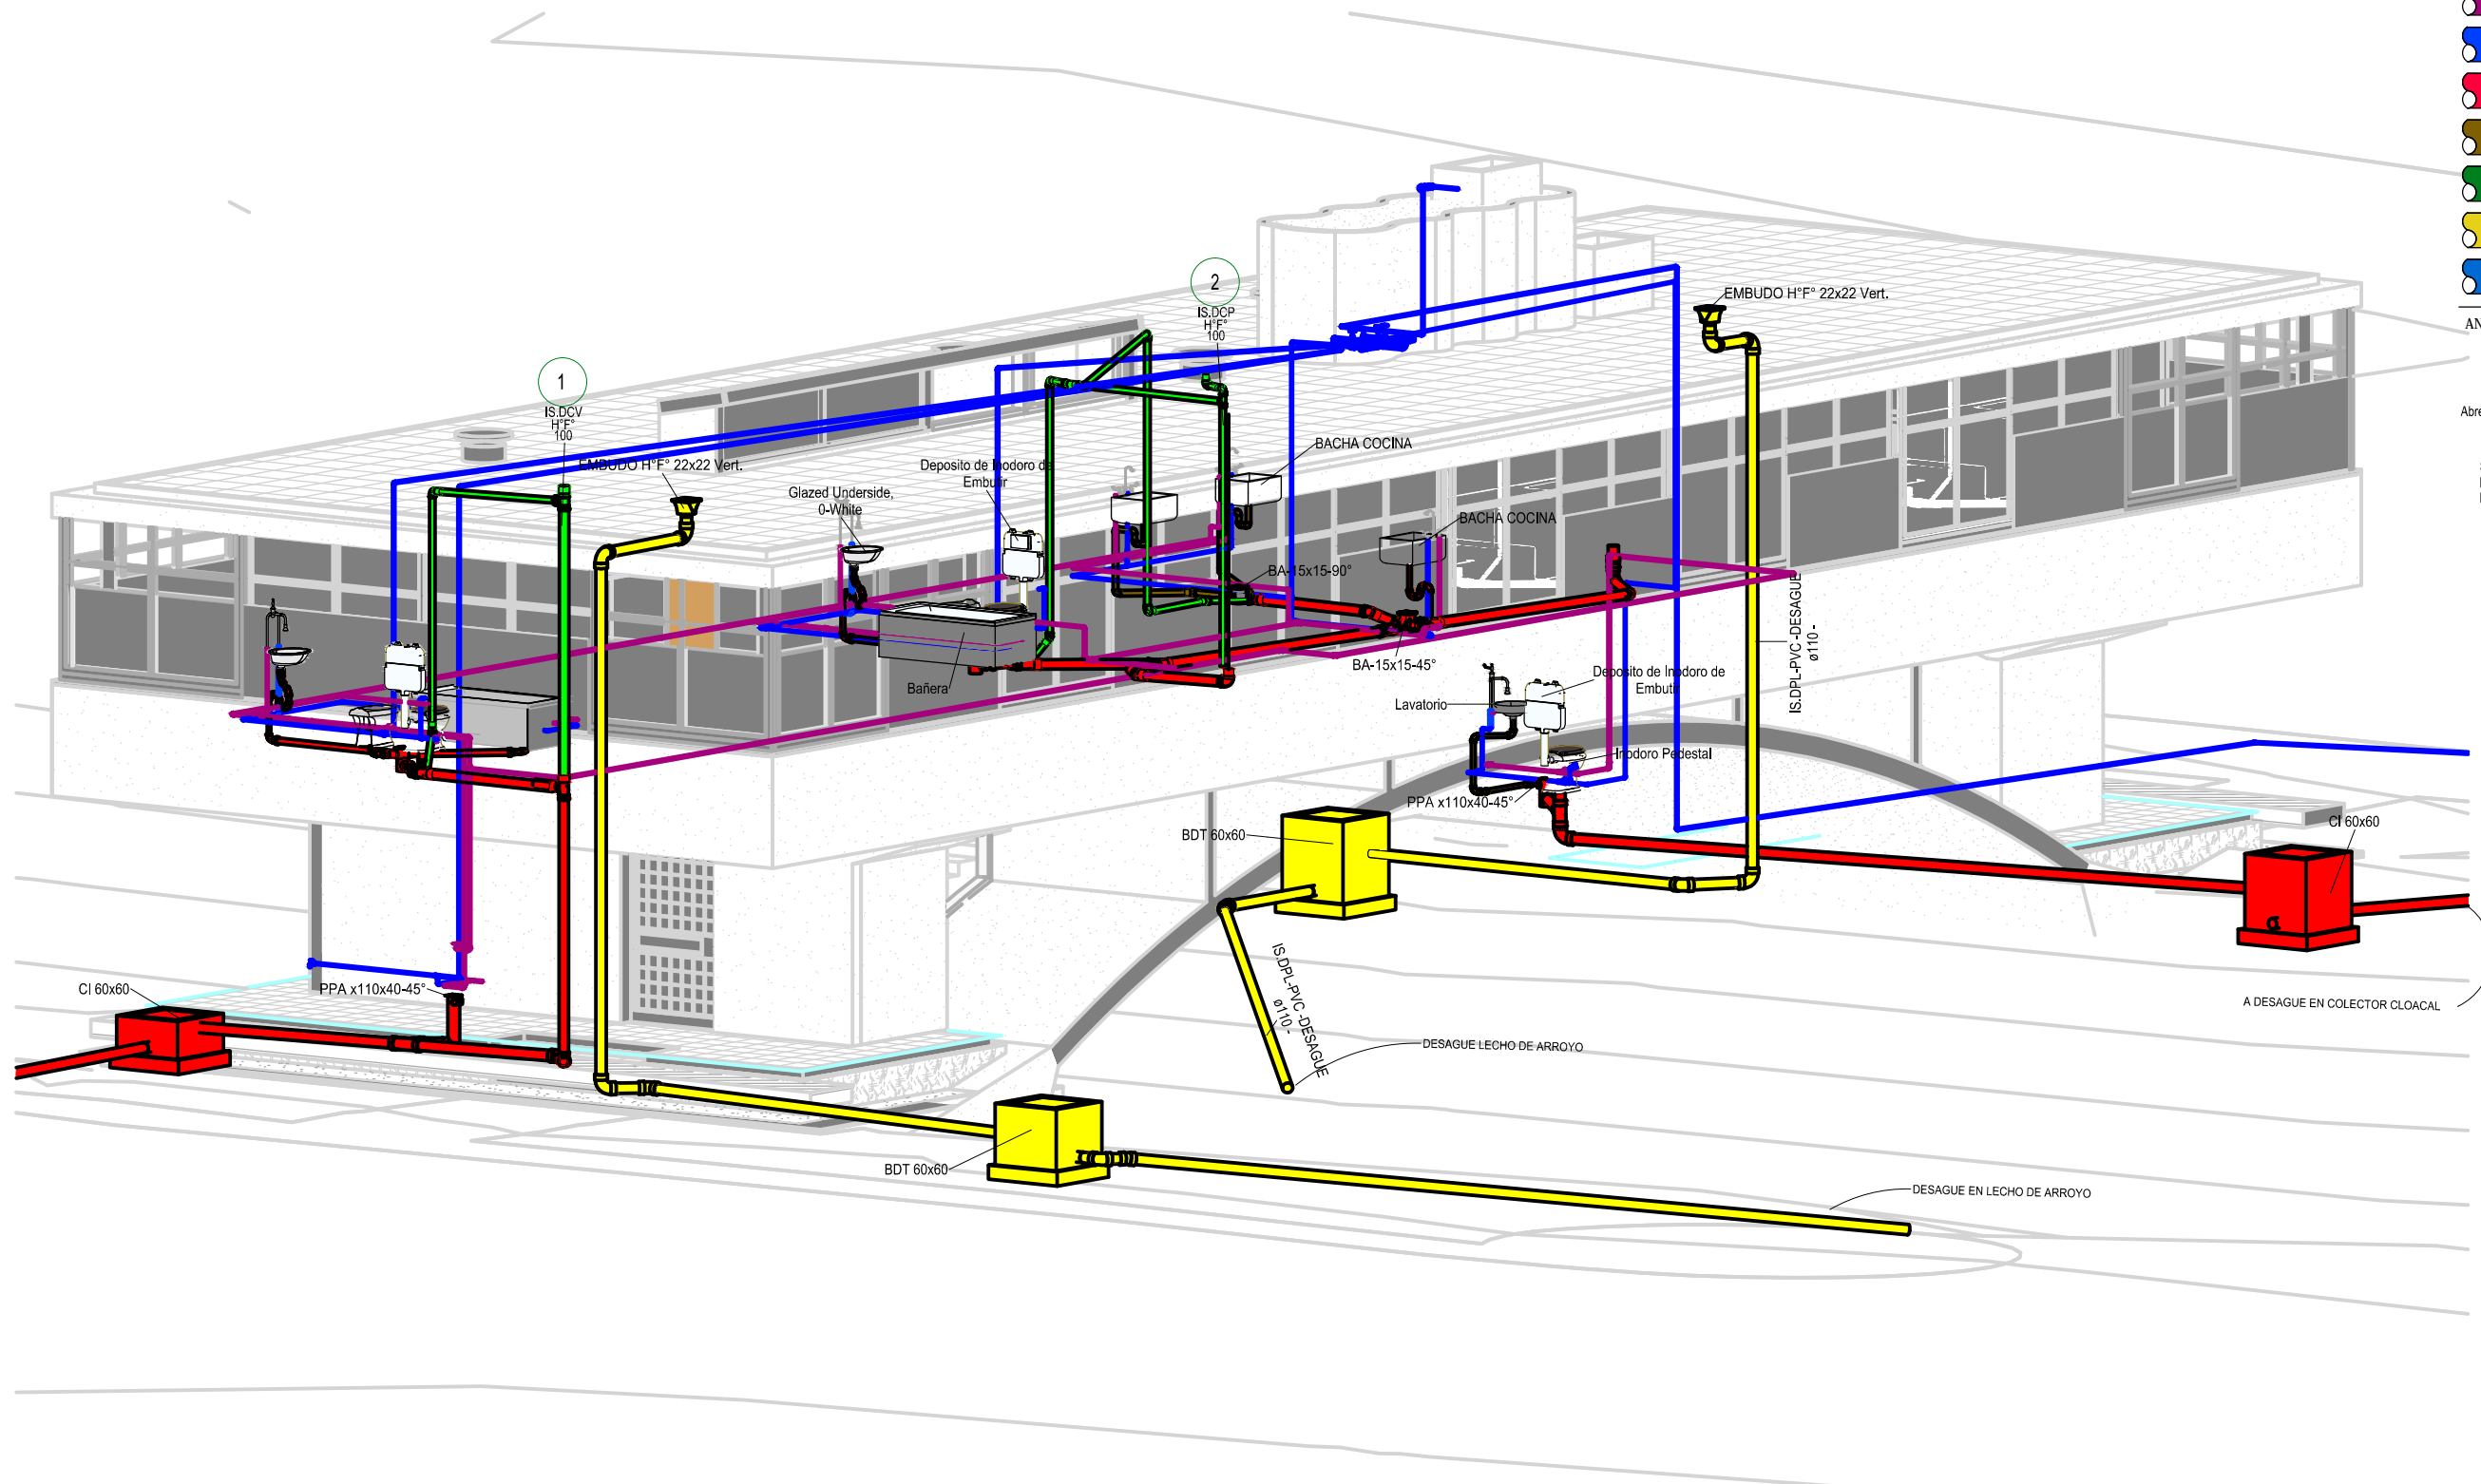 2
IS.DCP
H°F°
100
EMBUDO H°F° 22x22 Vert.
1
IS.DCV
H°F°
100
EMBUDO H°F° 22x22 Vert.
Deposito de Inodoro de
Embutir
Glazed Underside,
0-White
BACHA COCINA
BACHA COCINA
BA-15x15-90°
BA-15x15-45°
Bañera
IS.DPL-PVC -DESAGUE
ø110 -
Deposito de Inodoro de
Embutir
Lavatorio
Inodoro Pedestal
PPA x110x40-45°
BDT 60x60
CI 60x60
IS.DPL-PVC -DESAGUE
ø110 -
A DESAGUE EN COLECTOR CLOACAL
CI 60x60
PPA x110x40-45°
DESAGUE LECHO DE ARROYO
BDT 60x60
DESAGUE EN LECHO DE ARROYO
AN
Abre